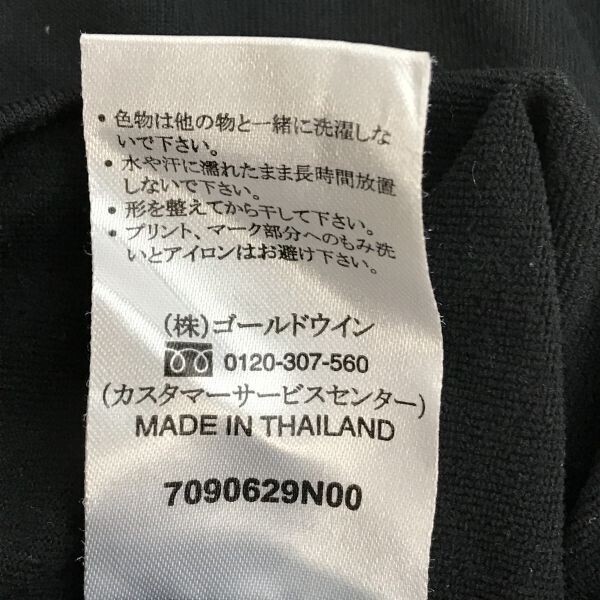 • 色物は他の物と一緒に洗濯しな
いで下さい。
• 水や汗に濡れたまま長時間放置
しないで下さい。
• 形を整えてから干して下さい。
• プリント、マーク部分へのもみ洗
いとアイロンはお避け下さい。
(株)ゴールドウイン
0120-307-560
(カスタマーサービスセンター)
MADE IN THAILAND
7090629N00